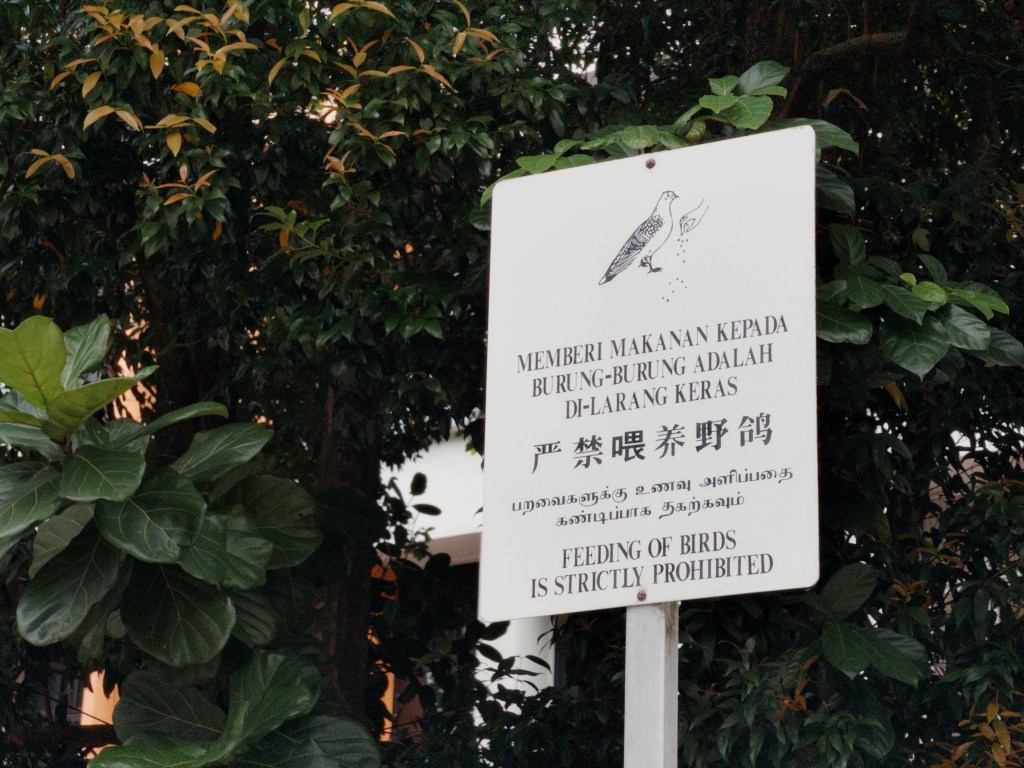 MEMBERI MAKANAN KEPADA
BURUNG-BURUNG ADALAH
DI-LARANG KERAS
严禁喂养野鸽
பறவைகளுக்கு உணவு அளிப்பதை
கண்டிப்பாக தகற்கவும்
FEEDING OF BIRDS
IS STRICTLY PROHIBITED